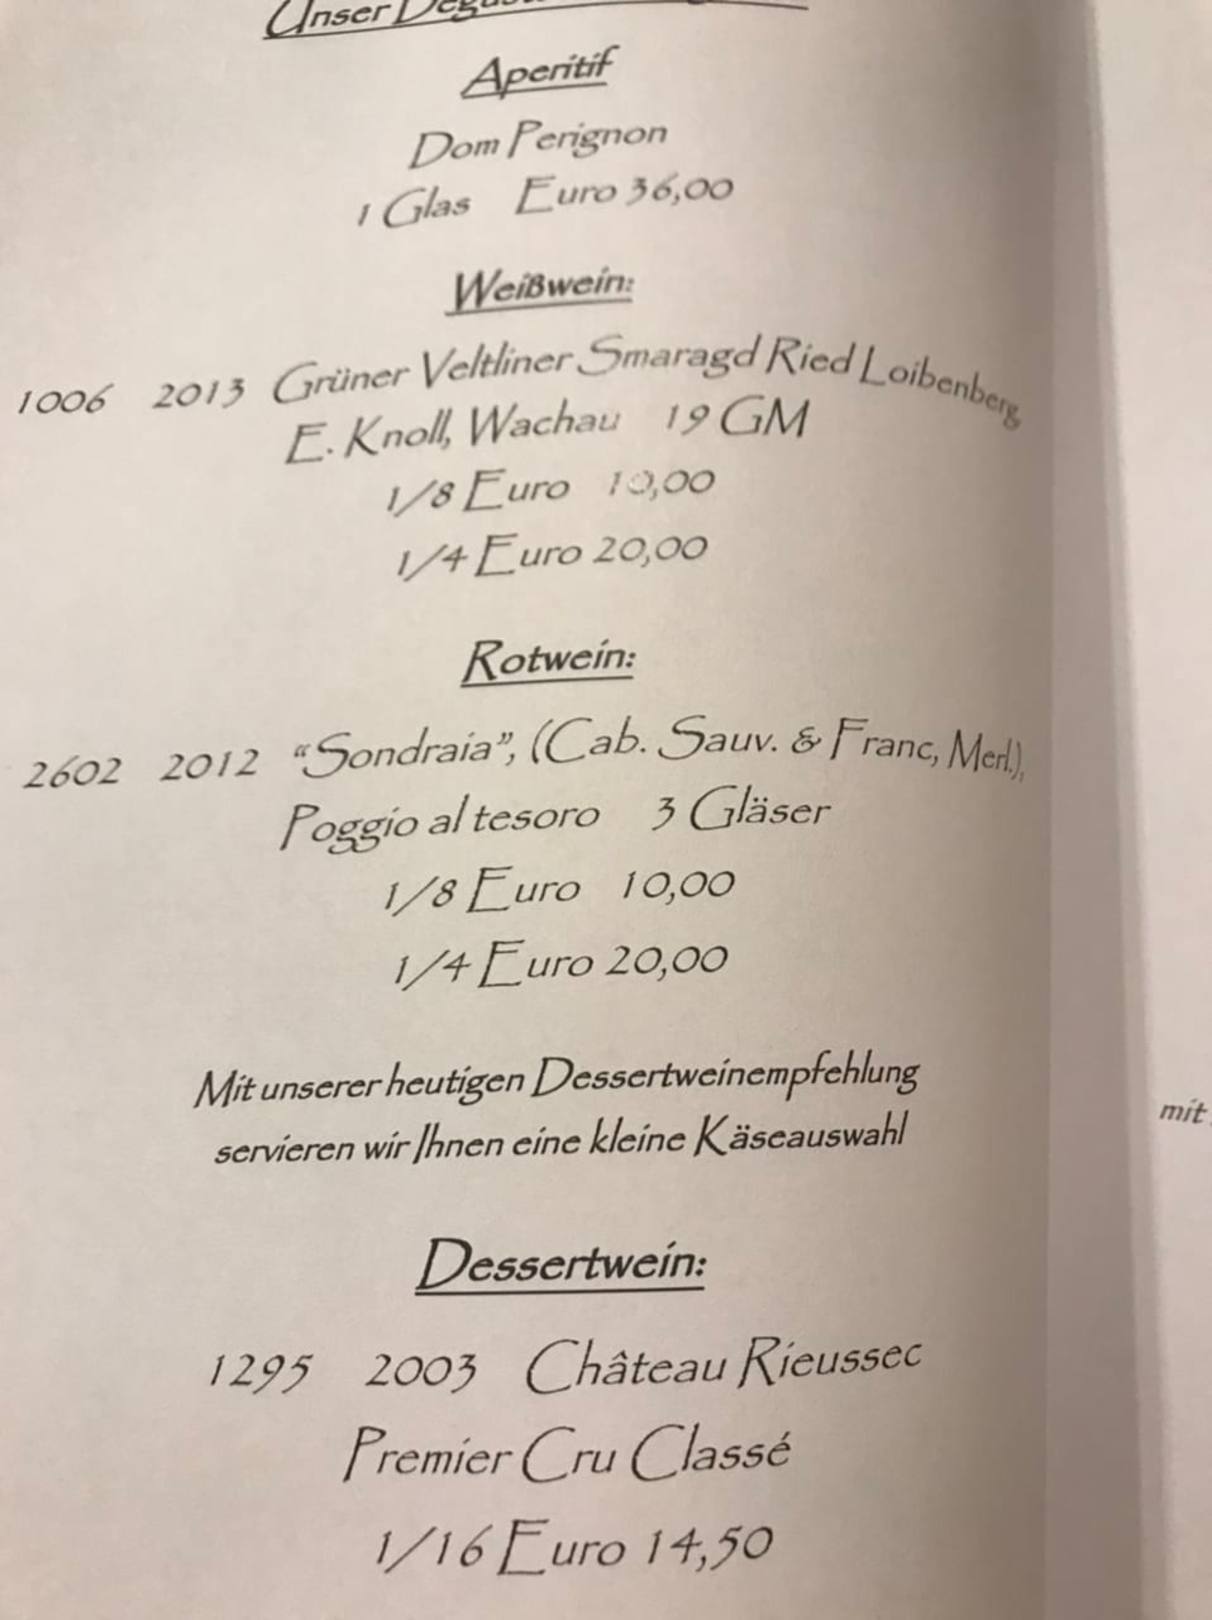 Unser
Aperitif
Dom Perignon
1 Glas Euro 36,00
Weißwein:
1006 2013 Grüner Veltliner Smaragd Ried Loibenberg,
E. Knoll, Wachau 19 GM
1/8 Euro 10,00
1/4 Euro 20,00
Rotwein:
2602 2012 “Sondraia”, (Cab. Sauv. & Franc, Merl.),
Poggio al tesoro 3 Gläser
1/8 Euro 10,00
1/4 Euro 20,00
Mit unserer heutigen Dessertweinempfehlung
servieren wir Ihnen eine kleine Käseauswahl
mit
Dessertwein:
1295 2003 Château Rieussec
Premier Cru Classé
1/16 Euro 14,50